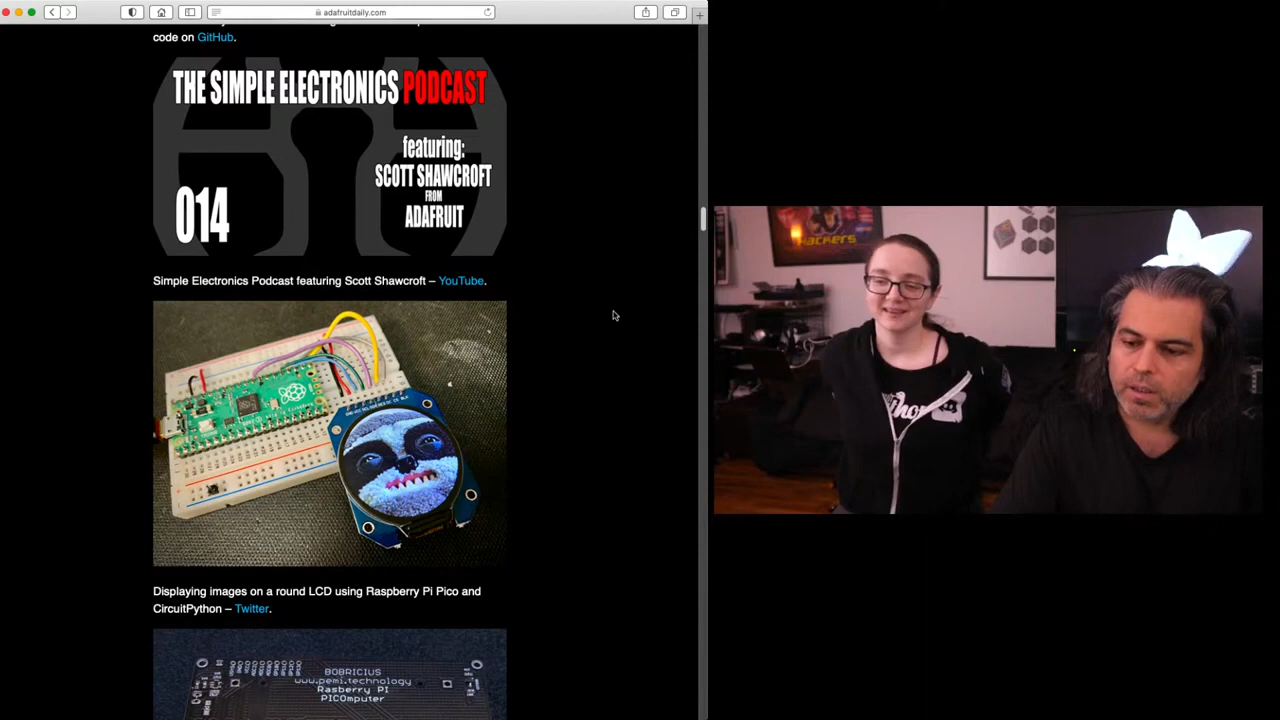 adafruitdaily.com
code on GitHub.
THE SIMPLE ELECTRONICS PODCAST
featuring:
SCOTT SHAWCROFT
FROM
ADAFRUIT
014
Simple Electronics Podcast featuring Scott Shawcroft – YouTube.
Displaying images on a round LCD using Raspberry Pi Pico and
CircuitPython – Twitter.
BOBRICIUS
www.pemi.technology
Rasberry PI
PICOmputer
HACKERS